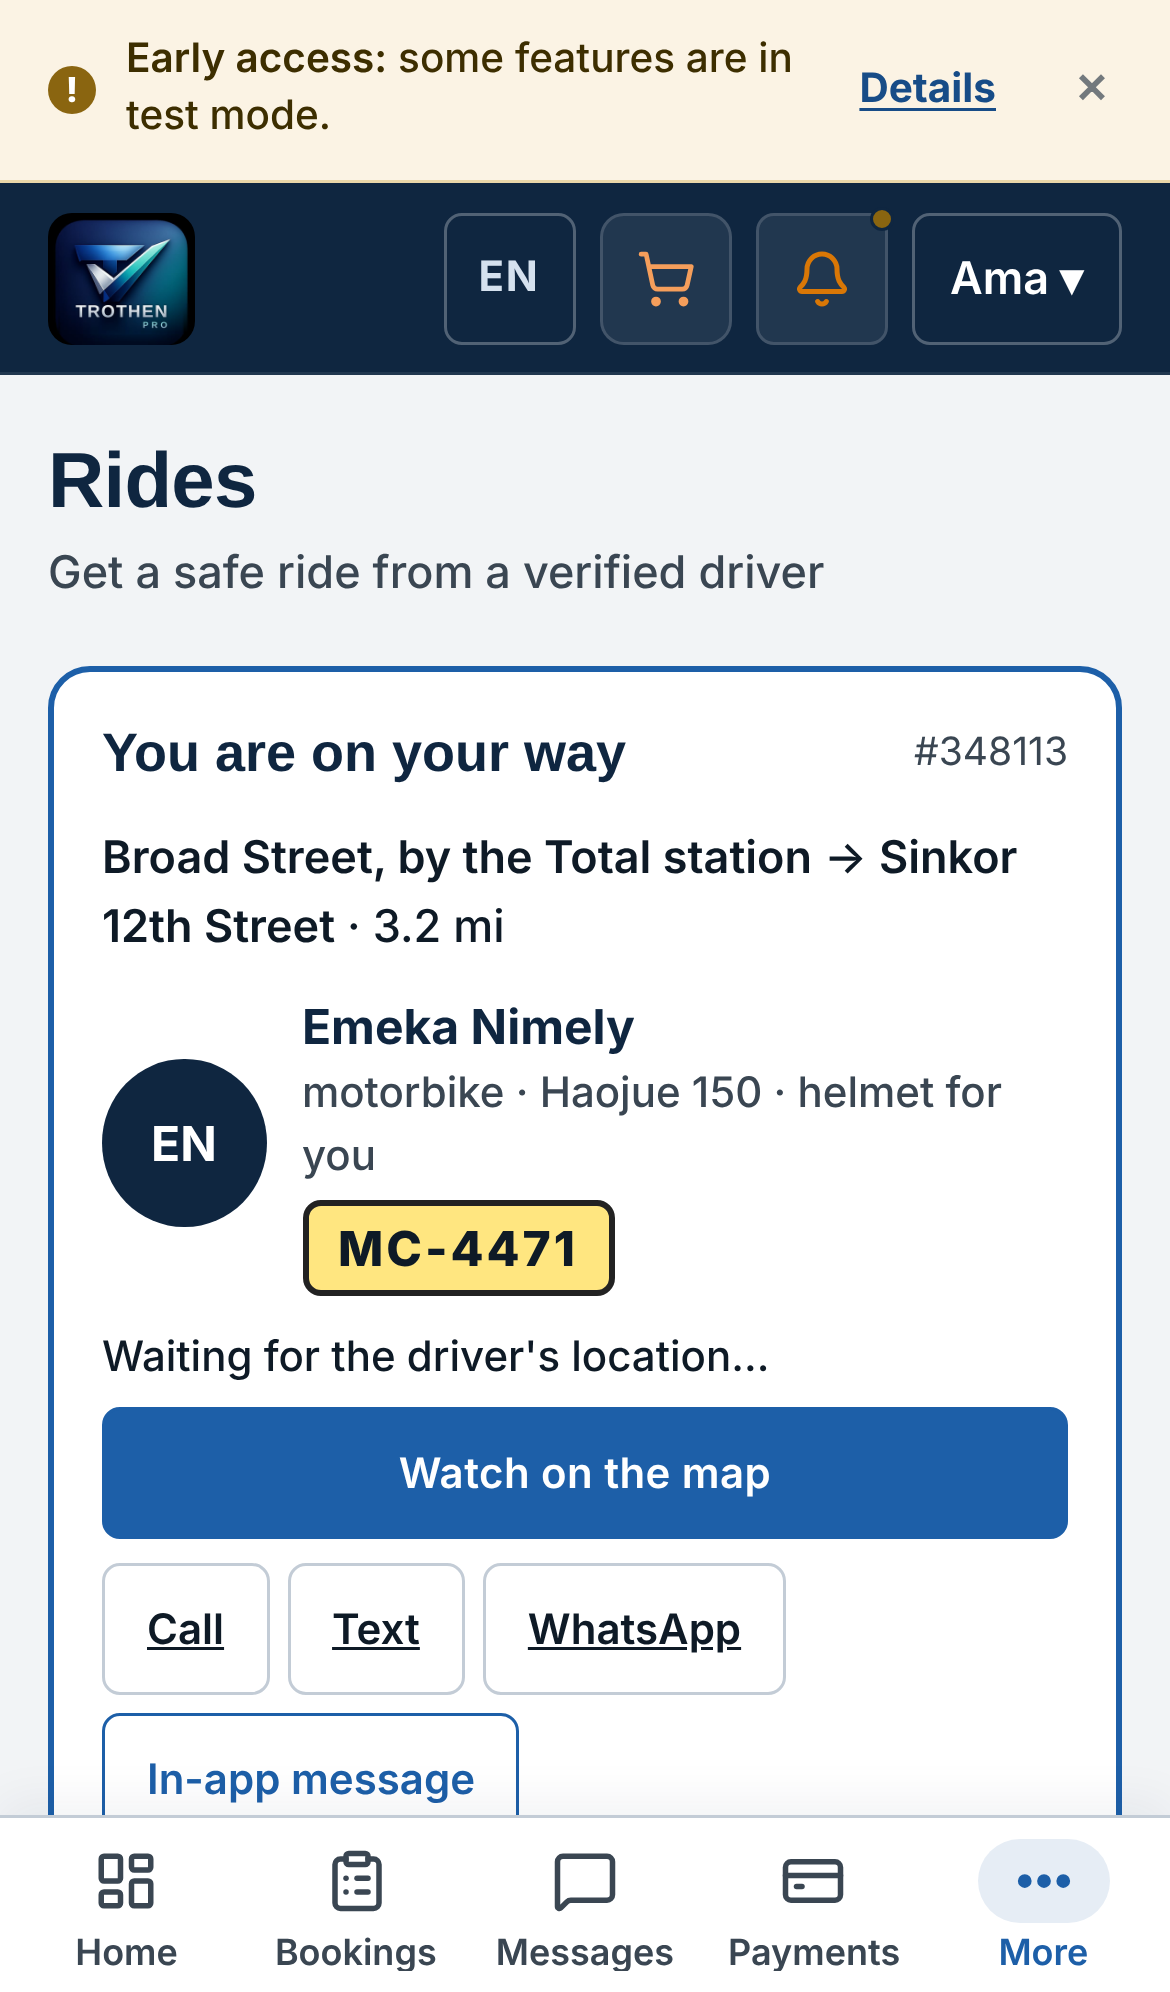 Early access: some features are in
test mode.
Details
×
TROTHEN
PRO
EN
Ama ▾
Rides
Get a safe ride from a verified driver
You are on your way
#348113
Broad Street, by the Total station → Sinkor
12th Street · 3.2 mi
Emeka Nimely
EN
motorbike · Haojue 150 · helmet for
you
MC-4471
Waiting for the driver's location...
Watch on the map
Call
Text
WhatsApp
In-app message
Home
Bookings
Messages
Payments
More